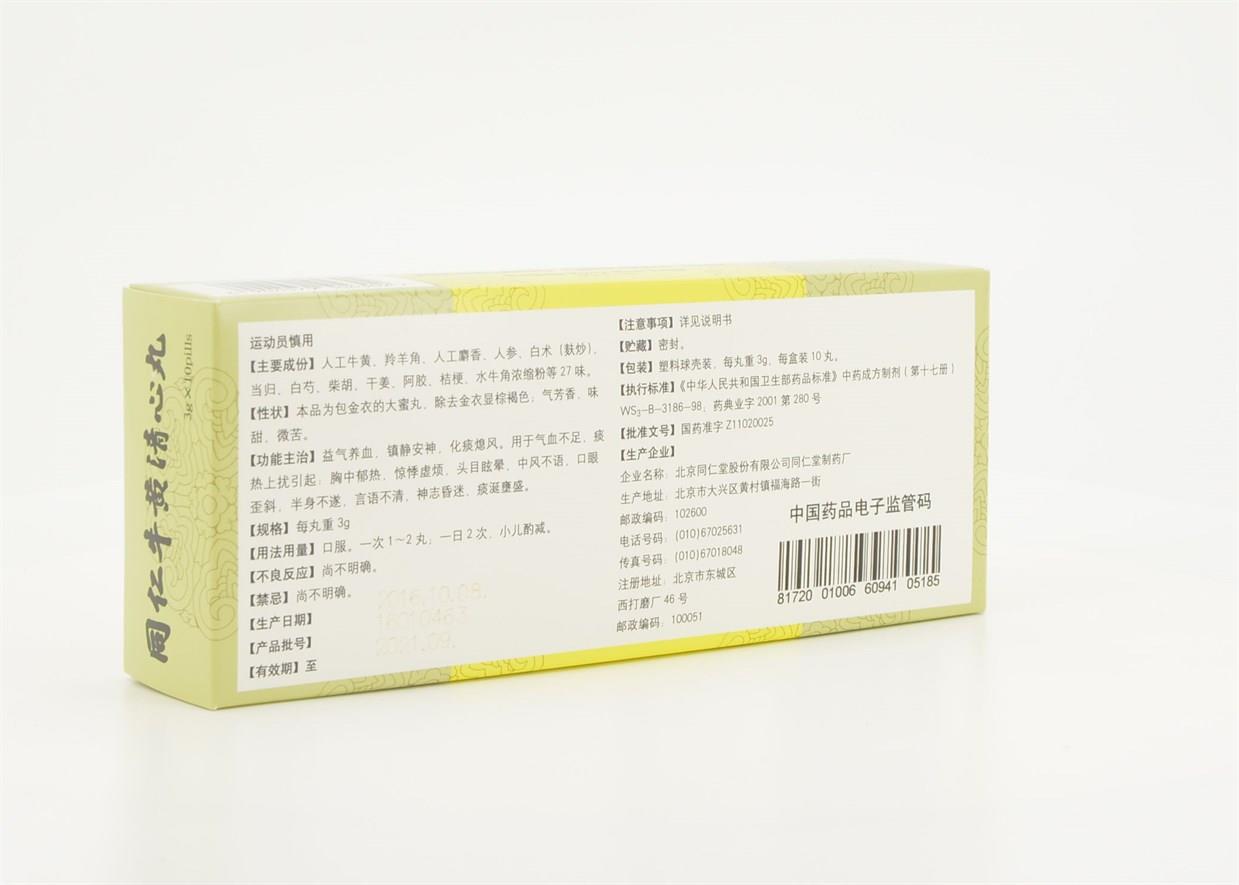 同仁牛黄清心丸
3g×10pills
运动员慎用
【主要成份】人工牛黄、羚羊角、人工麝香、人参、白术（麸炒）、
当归、白芍、柴胡、干姜、阿胶、桔梗、水牛角浓缩粉等27味。
【性状】本品为包金衣的大蜜丸，除去金衣显棕褐色；气芳香，味
甜、微苦。
【功能主治】益气养血，镇静安神，化痰熄风。用于气血不足，痰
热上扰引起：胸中郁热、惊悸虚烦、头目眩晕、中风不语、口眼
歪斜、半身不遂、言语不清、神志昏迷、痰涎壅盛。
【规格】每丸重3g
【用法用量】口服。一次1～2丸；一日2次，小儿酌减。
【不良反应】尚不明确。
【禁忌】尚不明确。
【生产日期】2016.10.08.
【产品批号】16010463
【有效期】至 2021.09.
【注意事项】详见说明书
【贮藏】密封。
【包装】塑料球壳装，每丸重3g，每盒装10丸。
【执行标准】《中华人民共和国卫生部药品标准》中药成方制剂（第十七册）
WS₃-B-3186-98；药典业字2001第280号
【批准文号】国药准字Z11020025
【生产企业】
企业名称：北京同仁堂股份有限公司同仁堂制药厂
生产地址：北京市大兴区黄村镇福海路一街
邮政编码：102600
电话号码：(010)67025631
传真号码：(010)67018048
注册地址：北京市东城区
西打磨厂46号
邮政编码：100051
中国药品电子监管码
81720 01006 60941 05185